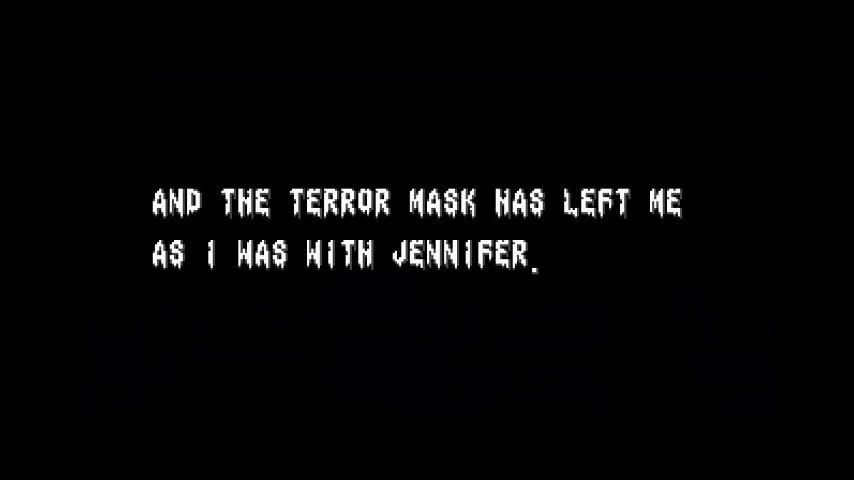 AND THE TERROR MASK HAS LEFT ME
AS I WAS WITH JENNIFER.